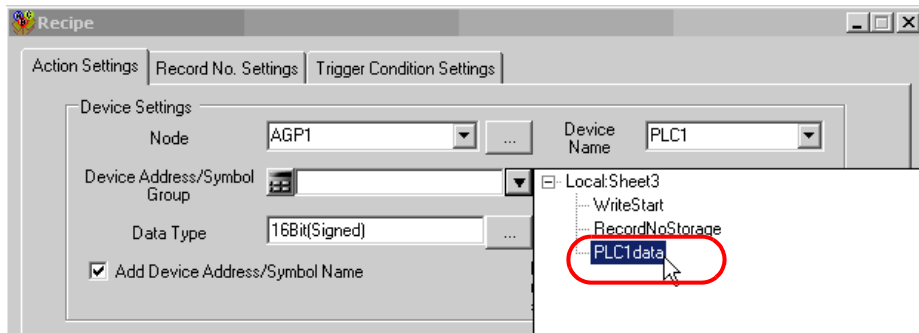 Recipe
Action Settings Record No. Settings Trigger Condition Settings
Device Settings
Node AGP1 ... Device Name PLC1
Device Address/Symbol Group
Local:Sheet3
WriteStart
RecordNoStorage
PLC1data
Data Type 16Bit(Signed) ...
Add Device Address/Symbol Name